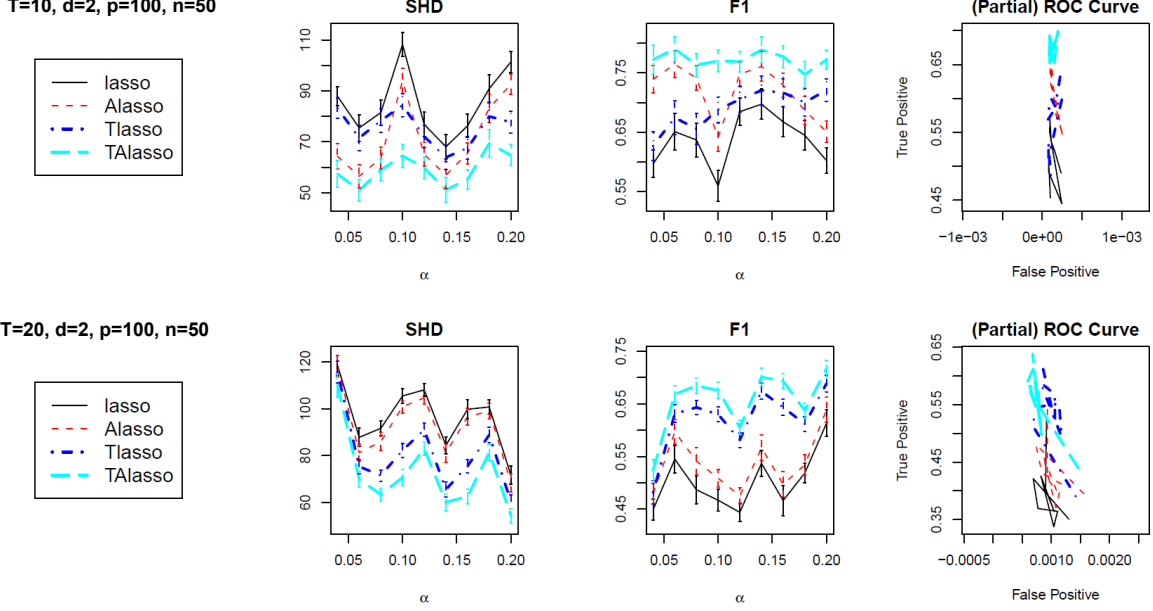 T=10, d=2, p=100, n=50
lasso
Alasso
Tlasso
TAlasso
SHD
110
90
70
50
0.05 0.10 0.15 0.20
α
F1
0.75
0.65
0.55
0.05 0.10 0.15 0.20
α
(Partial) ROC Curve
True Positive
0.65
0.55
0.45
−1e−03 0e+00 1e−03
False Positive
T=20, d=2, p=100, n=50
lasso
Alasso
Tlasso
TAlasso
SHD
120
100
80
60
0.05 0.10 0.15 0.20
α
F1
0.75
0.65
0.55
0.45
0.05 0.10 0.15 0.20
α
(Partial) ROC Curve
True Positive
0.65
0.55
0.45
0.35
−0.0005 0.0010 0.0020
False Positive